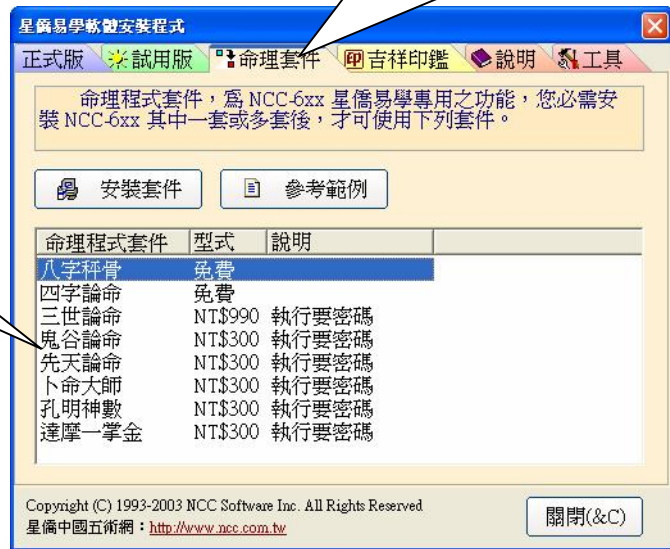 星僑易學軟體安裝程式
正式版 試用版 命理套件 吉祥印鑑 說明 工具
命理程式套件，為 NCC-6xx 星僑易學專用之功能，您必需安
裝 NCC-6xx 其中一套或多套後，才可使用下列套件。
安裝套件 參考範例
命理程式套件 型式 說明
八字秤骨 免費
四字論命 免費
三世論命 NT$990 執行要密碼
鬼谷論命 NT$300 執行要密碼
先天論命 NT$300 執行要密碼
卜命大師 NT$300 執行要密碼
孔明神數 NT$300 執行要密碼
達摩一掌金 NT$300 執行要密碼
Copyright (C) 1993-2003 NCC Software Inc. All Rights Reserved
星僑中國五術網：http://www.ncc.com.tw
關閉(&C)